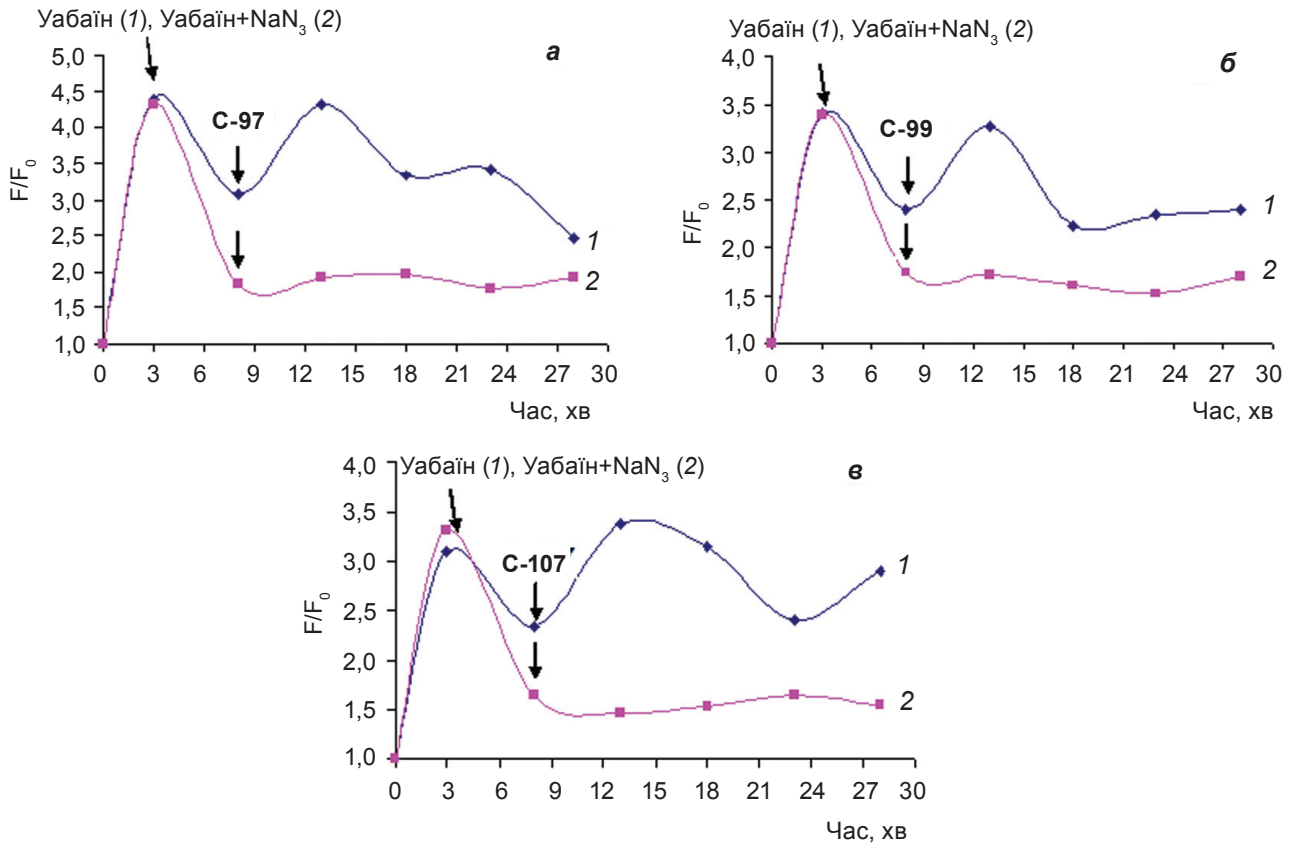 Уабаїн (1), Уабаїн+NaN₃ (2)
а
5,0
4,5
4,0
3,5
3,0
2,5
2,0
1,5
1,0
F/F₀
С-97
1
2
0 3 6 9 12 15 18 21 24 27 30
Час, хв
Уабаїн (1), Уабаїн+NaN₃ (2)
б
4,0
3,5
3,0
2,5
2,0
1,5
1,0
F/F₀
С-99
1
2
0 3 6 9 12 15 18 21 24 27 30
Час, хв
Уабаїн (1), Уабаїн+NaN₃ (2)
в
4,0
3,5
3,0
2,5
2,0
1,5
1,0
F/F₀
С-107
1
2
0 3 6 9 12 15 18 21 24 27 30
Час, хв